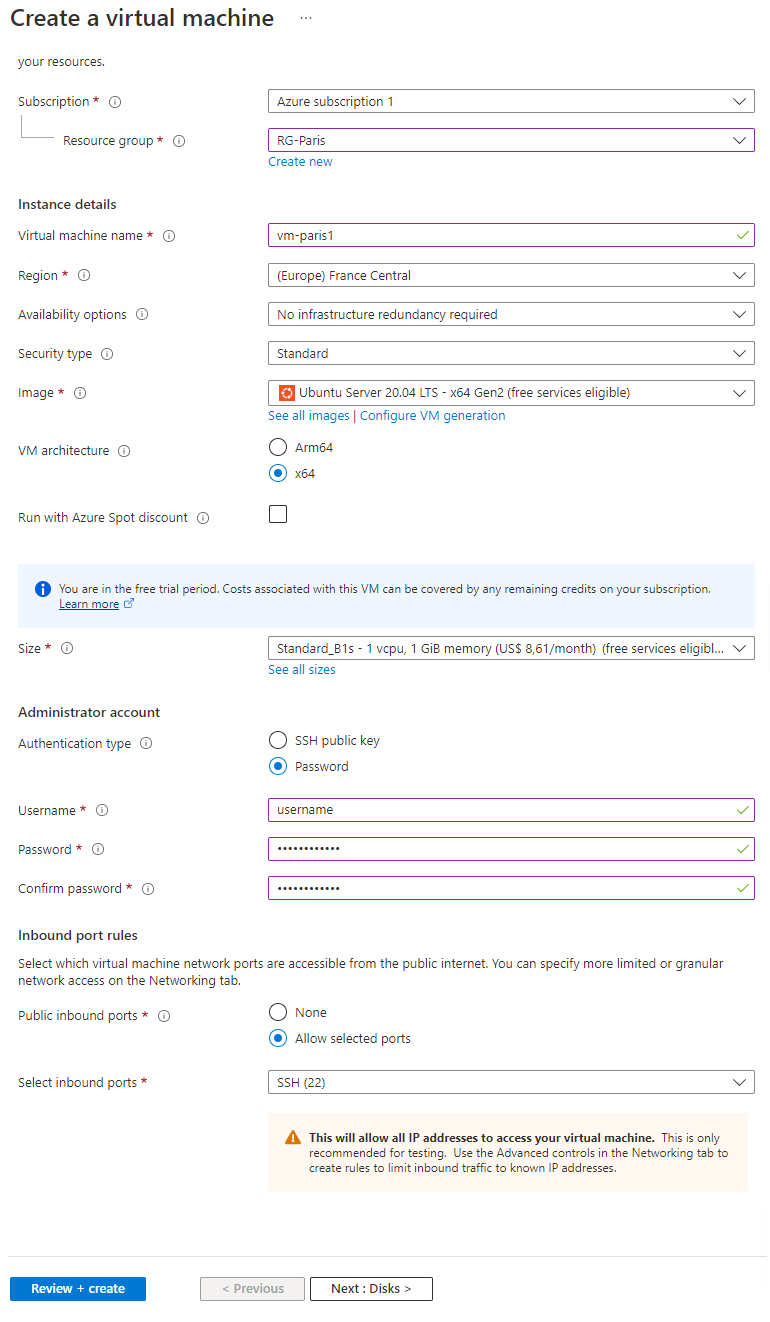 Create a virtual machine ...
your resources.
Subscription *
Azure subscription 1
Resource group *
RG-Paris
Create new
Instance details
Virtual machine name *
vm-paris1
Region *
(Europe) France Central
Availability options
No infrastructure redundancy required
Security type
Standard
Image *
Ubuntu Server 20.04 LTS - x64 Gen2 (free services eligible)
See all images | Configure VM generation
VM architecture
Arm64
x64
Run with Azure Spot discount
You are in the free trial period. Costs associated with this VM can be covered by any remaining credits on your subscription.
Learn more
Size *
Standard_B1s - 1 vcpu, 1 GiB memory (US$ 8,61/month) (free services eligibl...
See all sizes
Administrator account
Authentication type
SSH public key
Password
Username *
username
Password *
••••••••••••
Confirm password *
••••••••••••
Inbound port rules
Select which virtual machine network ports are accessible from the public internet. You can specify more limited or granular
network access on the Networking tab.
Public inbound ports *
None
Allow selected ports
Select inbound ports *
SSH (22)
This will allow all IP addresses to access your virtual machine. This is only
recommended for testing. Use the Advanced controls in the Networking tab to
create rules to limit inbound traffic to known IP addresses.
Review + create
< Previous
Next : Disks >